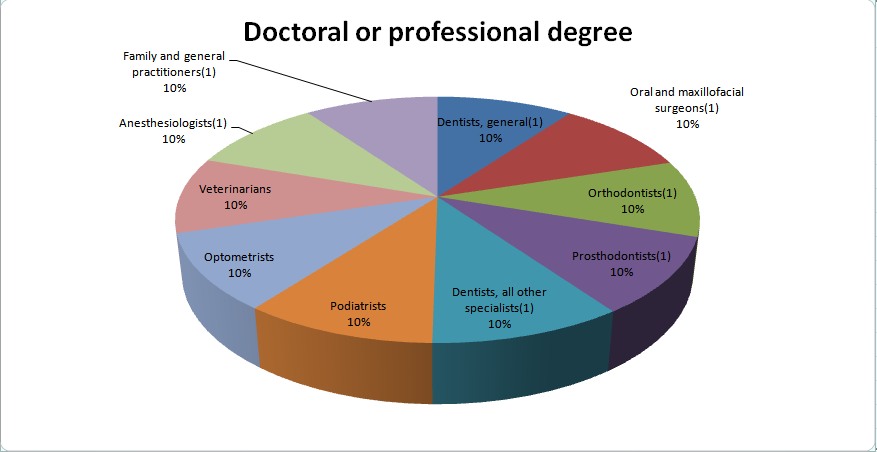 Doctoral or professional degree
Family and general
practitioners(1)
10%
Anesthesiologists(1)
10%
Veterinarians
10%
Optometrists
10%
Podiatrists
10%
Dentists, all other
specialists(1)
10%
Prosthodontists(1)
10%
Orthodontists(1)
10%
Oral and maxillofacial
surgeons(1)
10%
Dentists, general(1)
10%